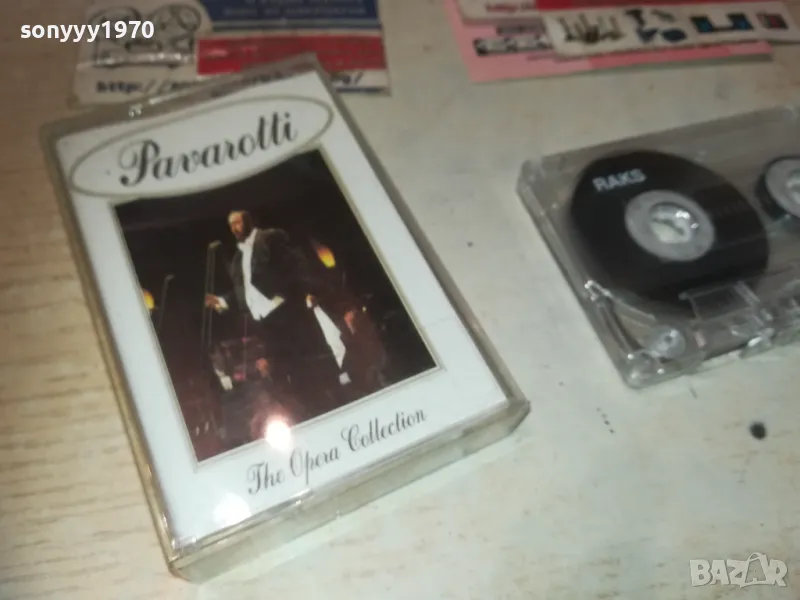 sonyyy1970
Pavarotti
RAKS
The Opera Collection
BAZAR